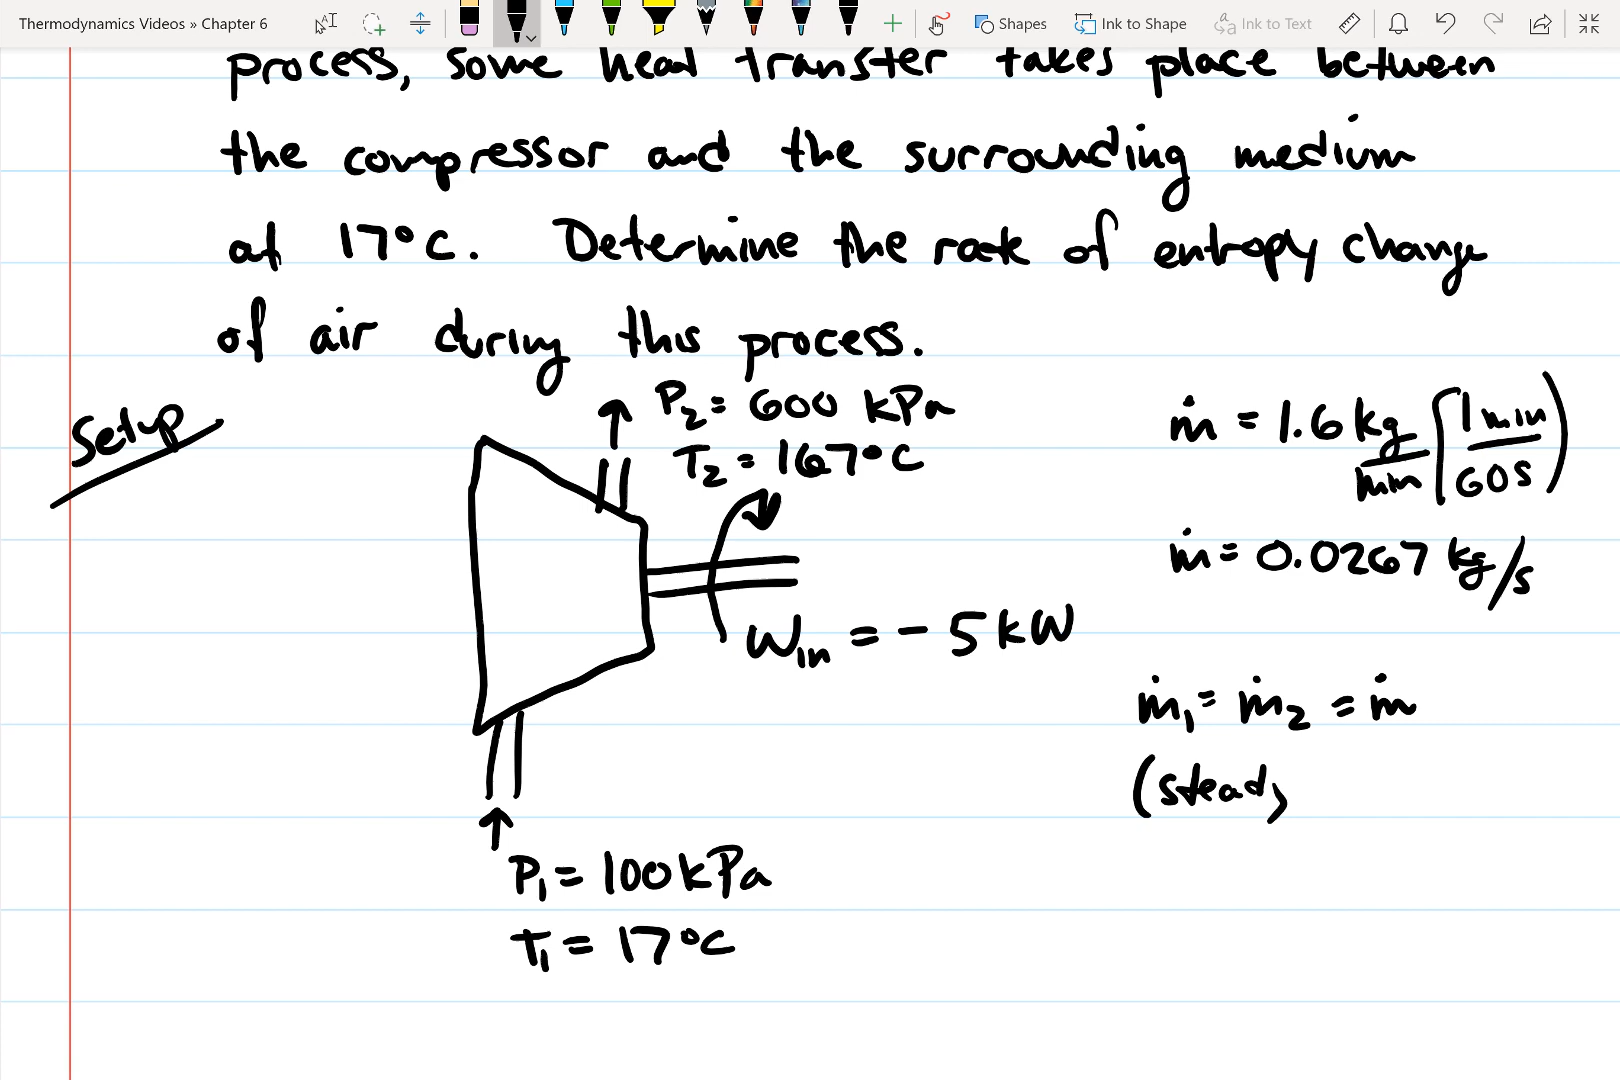 Thermodynamics Videos » Chapter 6
Shapes
Ink to Shape
Ink to Text
process, some heat transfer takes place between
the compressor and the surrounding medium
at 17°C. Determine the rate of entropy change
of air during this process.
Setup
P₂ = 600 kPa
T₂ = 167°C
ṁ = 1.6 kg/min (1 min/60s)
ṁ = 0.0267 kg/s
Ẇin = - 5 kW
ṁ₁ = ṁ₂ = ṁ
(steady
P₁ = 100 kPa
T₁ = 17°C